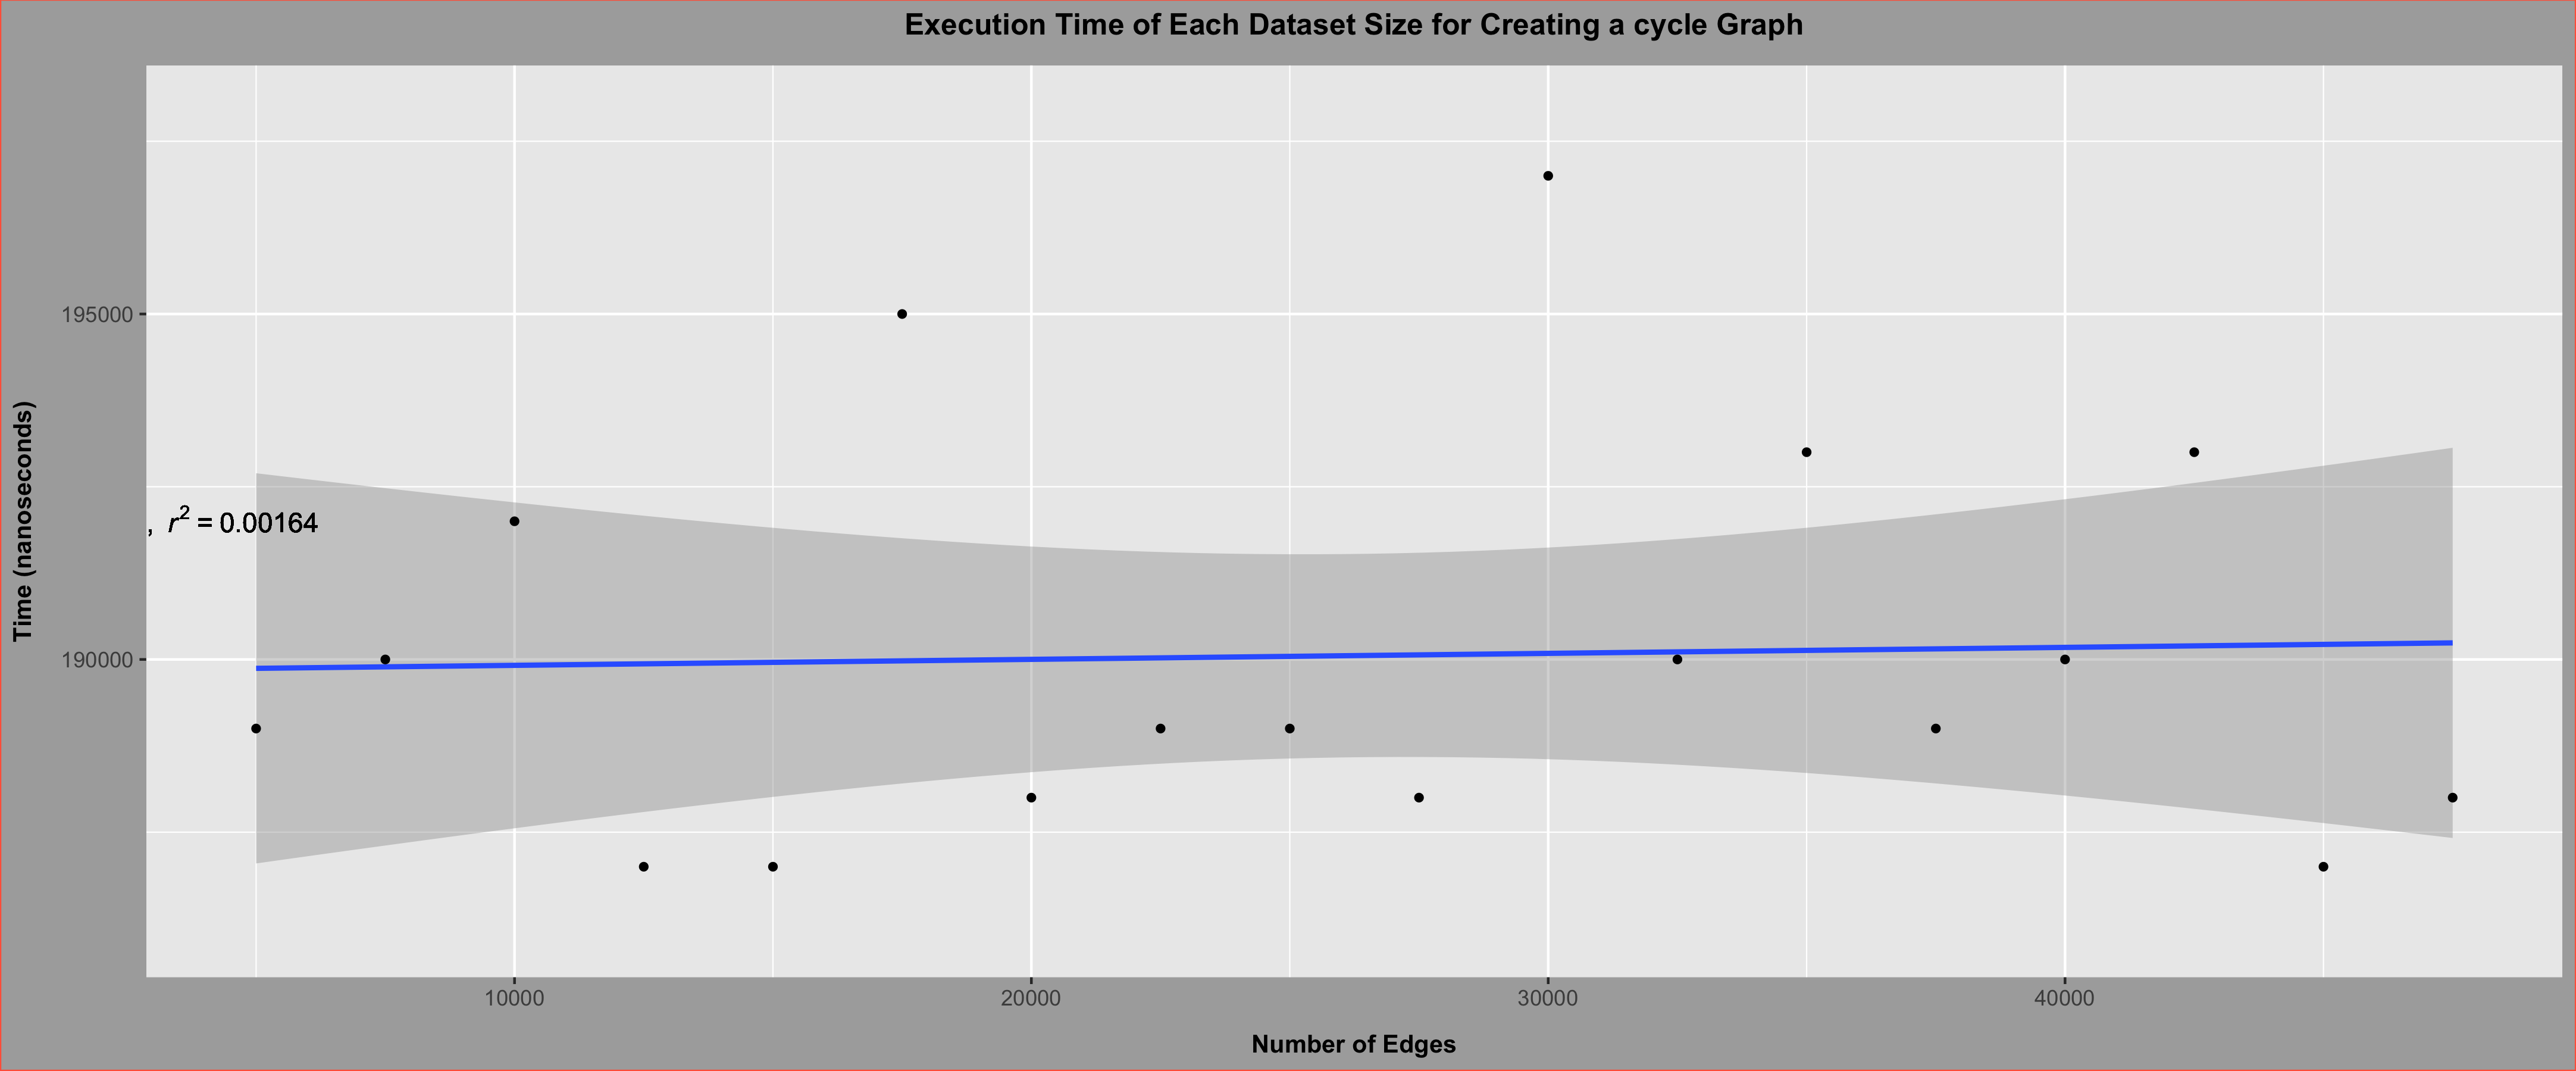 Execution Time of Each Dataset Size for Creating a cycle Graph
Time (nanoseconds)
195000
190000
, r² = 0.00164
10000 20000 30000 40000
Number of Edges